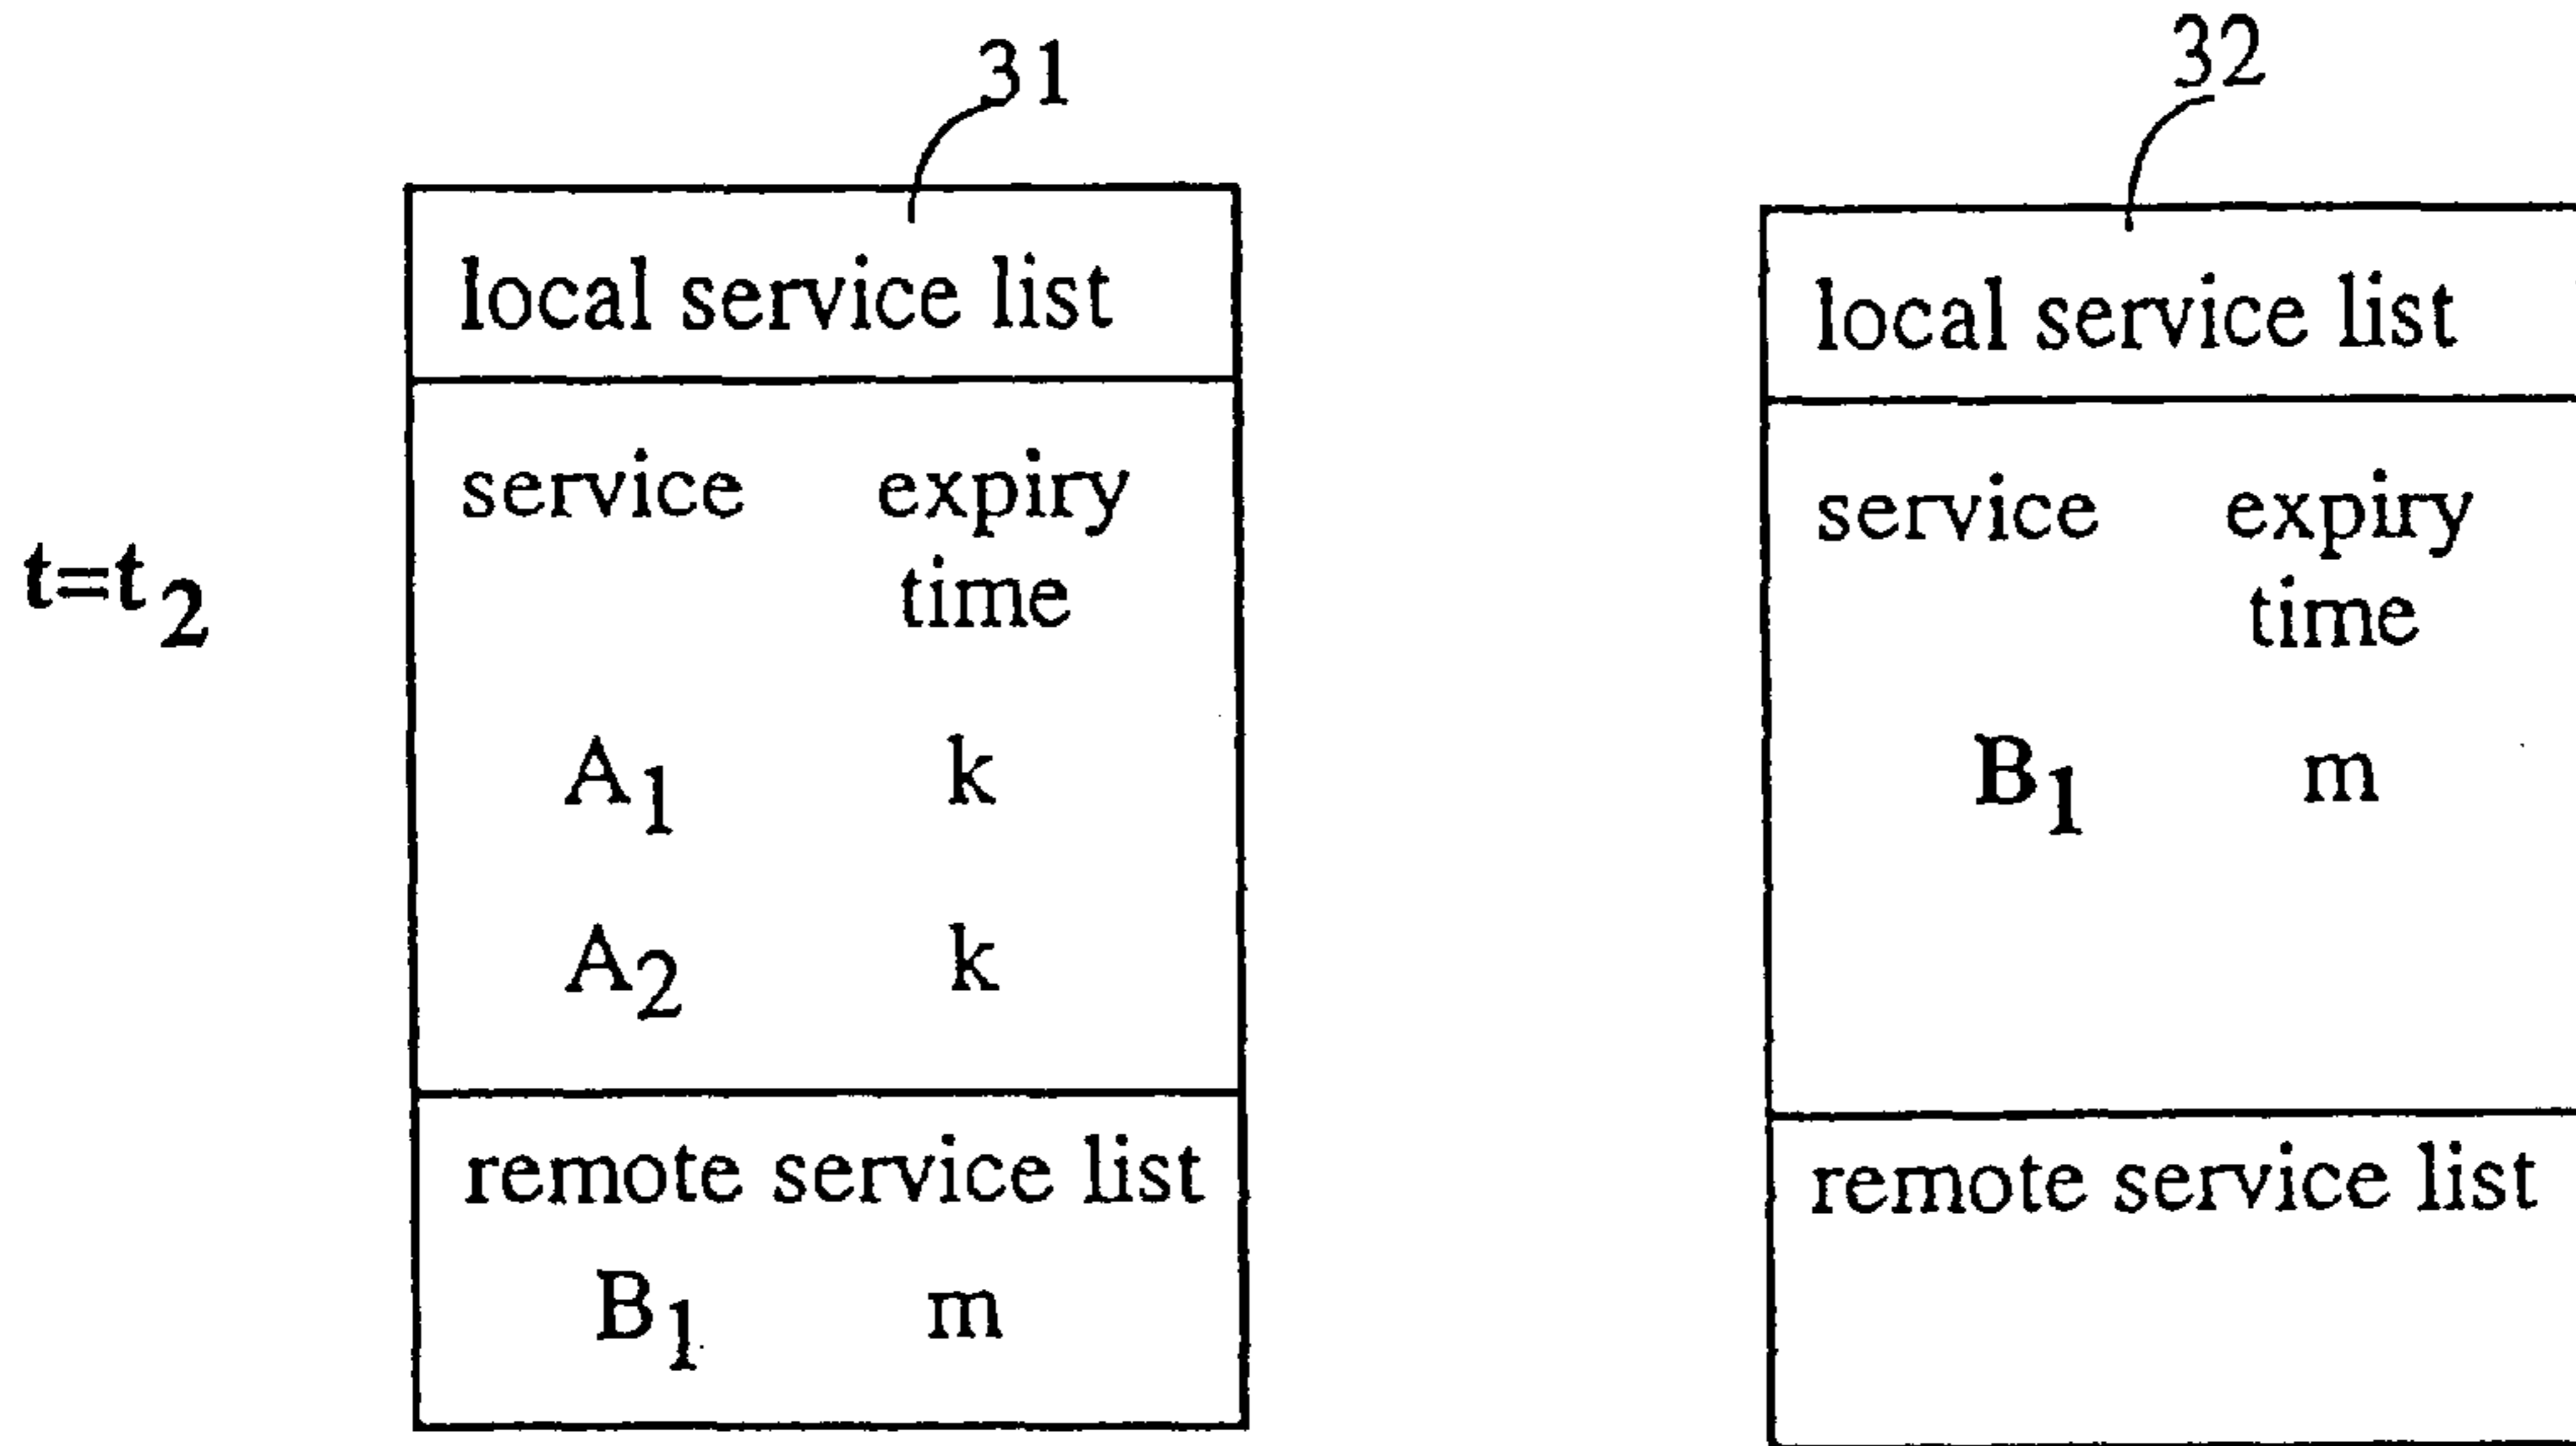 31
local service list
service expiry
time
A1 k
A2 k
remote service list
B1 m
t=t2
32
local service list
service expiry
time
B1 m
remote service list